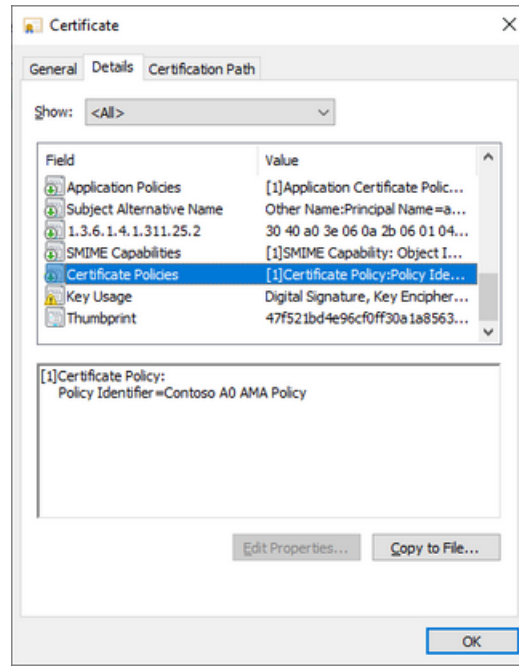 Certificate
General Details Certification Path
Show: <All>
Field Value
Application Policies [1]Application Certificate Polic...
Subject Alternative Name Other Name:Principal Name=a...
1.3.6.1.4.1.311.25.2 30 40 a0 3e 06 0a 2b 06 01 04...
SMIME Capabilities [1]SMIME Capability: Object I...
Certificate Policies [1]Certificate Policy:Policy Ide...
Key Usage Digital Signature, Key Encipher...
Thumbprint 47f521bd4e96cf0ff30a1a8563...
[1]Certificate Policy:
Policy Identifier=Contoso A0 AMA Policy
Edit Properties... Copy to File...
OK